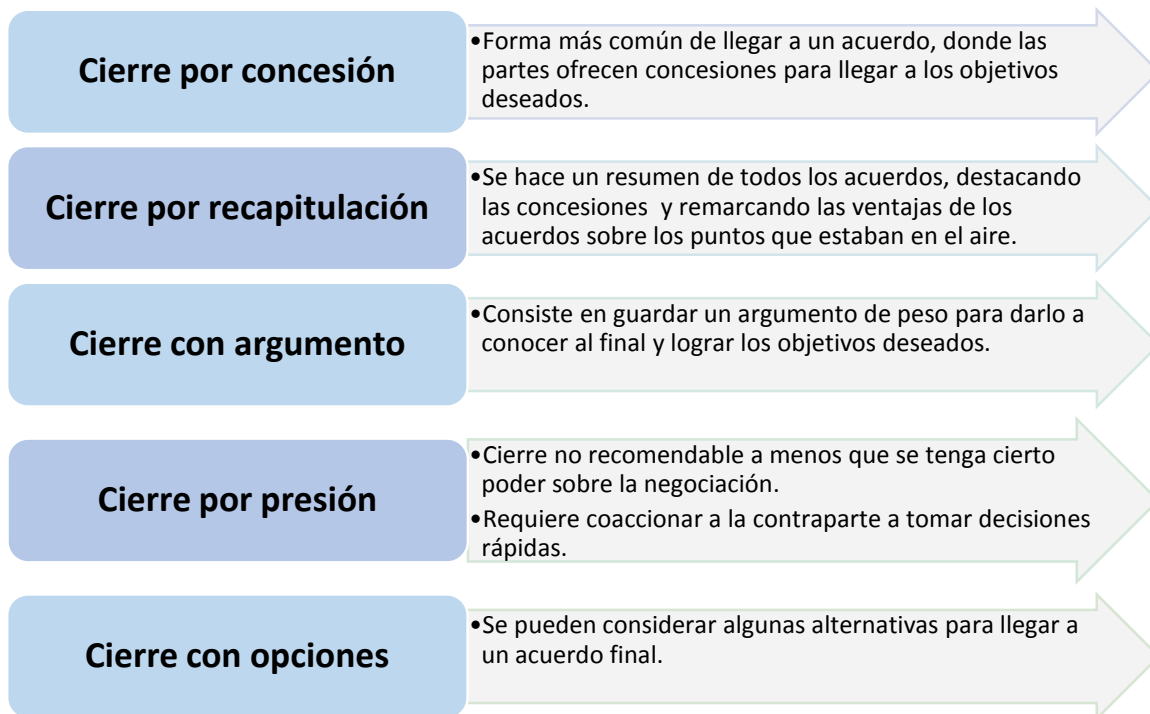 Cierre por concesión
•Forma más común de llegar a un acuerdo, donde las
partes ofrecen concesiones para llegar a los objetivos
deseados.
Cierre por recapitulación
•Se hace un resumen de todos los acuerdos, destacando
las concesiones  y remarcando las ventajas de los
acuerdos sobre los puntos que estaban en el aire.
Cierre con argumento
•Consiste en guardar un argumento de peso para darlo a
conocer al final y lograr los objetivos deseados.
Cierre por presión
•Cierre no recomendable a menos que se tenga cierto
poder sobre la negociación.
•Requiere coaccionar a la contraparte a tomar decisiones
rápidas.
Cierre con opciones
•Se pueden considerar algunas alternativas para llegar a
un acuerdo final.